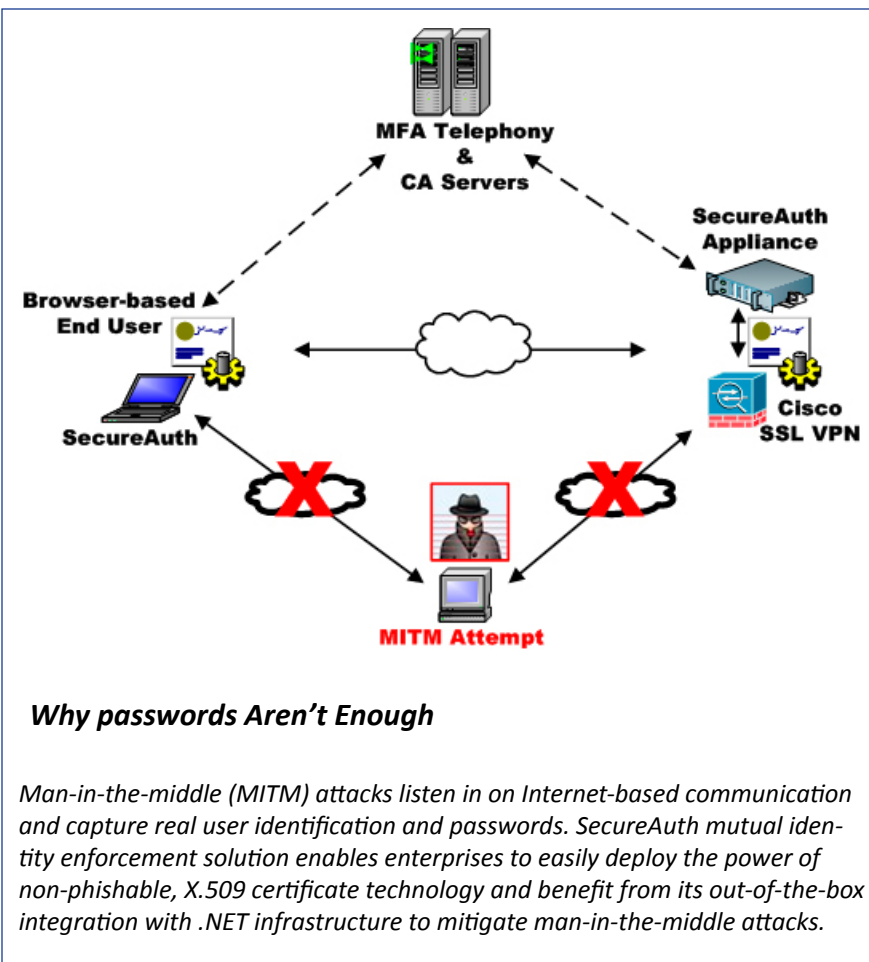 MFA Telephony
&
CA Servers
SecureAuth
Appliance
Browser-based
End User
SecureAuth
Cisco
SSL VPN
MITM Attempt
Why passwords Aren't Enough
Man-in-the-middle (MITM) attacks listen in on Internet-based communication
and capture real user identification and passwords. SecureAuth mutual iden-
tity enforcement solution enables enterprises to easily deploy the power of
non-phishable, X.509 certificate technology and benefit from its out-of-the-box
integration with .NET infrastructure to mitigate man-in-the-middle attacks.